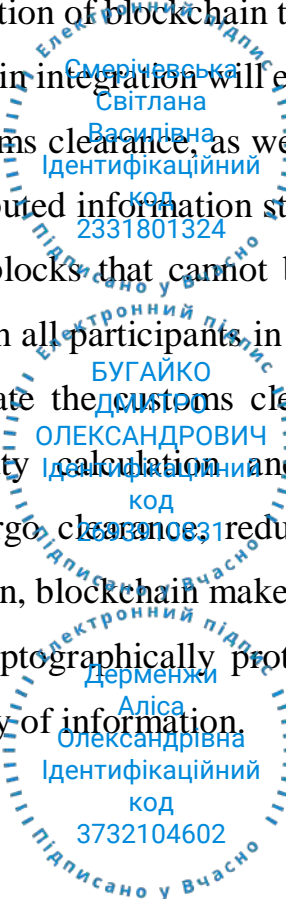 tion of blockchain t
Електронний підпис
in integration will e
Смерічевська
Світлана
ms clearance, as we
Василівна
Ідентифікаційний
buted information st
код
2331801324
Підписано у Вчасно
locks that cannot b
Електронний підпис
n all participants in
БУГАЙКО
ate the customs cle
ДМИТРО
ОЛЕКСАНДРОВИЧ
ty calculation an
Ідентифікаційний
код
rgo clearance, redu
Підписано у Вчасно
n, blockchain make
Електронний підпис
ptographically prot
Дерменжи
Аліса
y of information.
Олександрівна
Ідентифікаційний
код
3732104602
Підписано у Вчасно